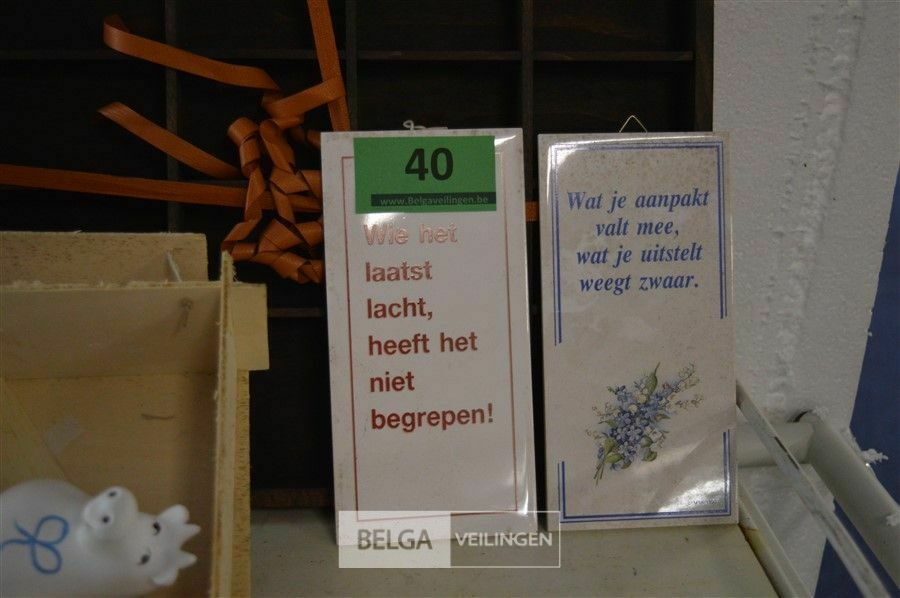 40
www.Belgaveilingen.be
Wie het
laatst
lacht,
heeft het
niet
begrepen!
Wat je aanpakt
valt mee,
wat je uitstelt
weegt zwaar.
BELGA VEILINGEN